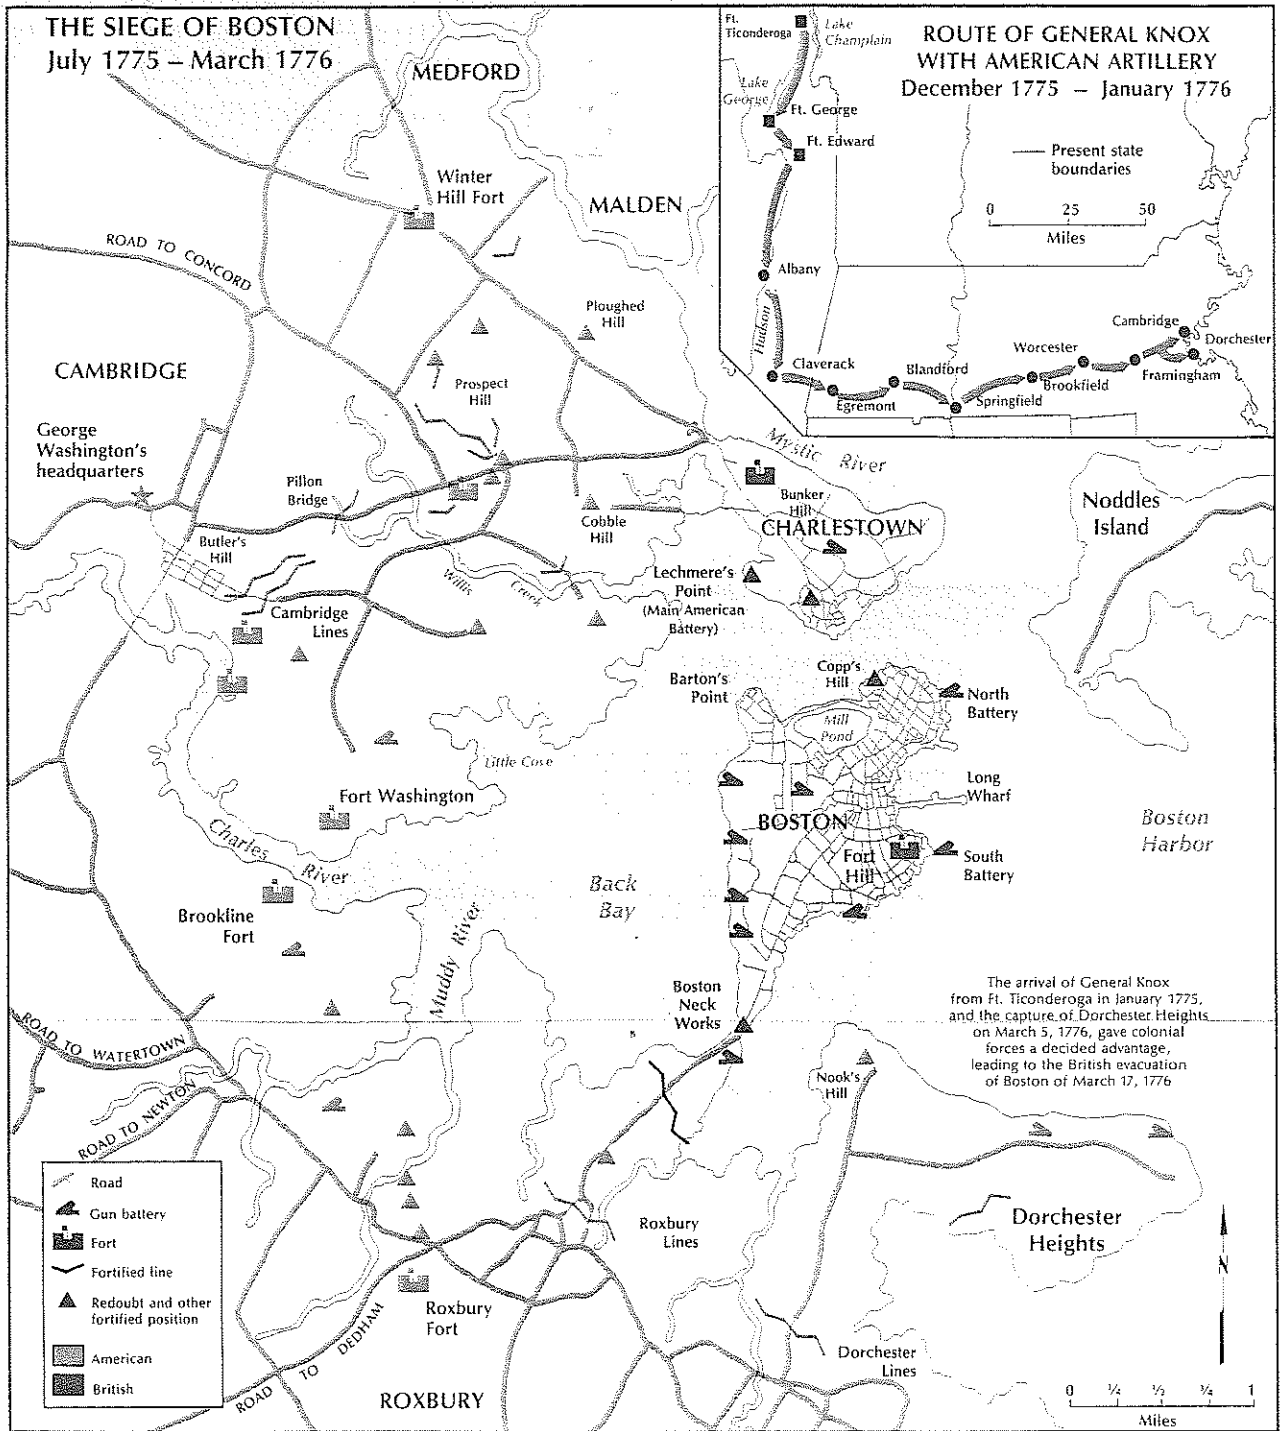 THE SIEGE OF BOSTON
July 1775 – March 1776
MEDFORD
Winter
Hill Fort
MALDEN
ROAD TO CONCORD
Ploughed
Hill
CAMBRIDGE
Prospect
Hill
George
Washington's
headquarters
Pillon
Bridge
Butler's
Hill
Cobble
Hill
Mystic River
Bunker
Hill
CHARLESTOWN
Noddles
Island
Willis Creek
Lechmere's
Point
(Main American
Battery)
Cambridge
Lines
Barton's
Point
Copp's
Hill
North
Battery
Mill
Pond
Little Cose
Fort Washington
Long
Wharf
BOSTON
Boston
Harbor
Fort
Hill
South
Battery
Charles River
Back
Bay
Brookline
Fort
Muddy River
Boston
Neck
Works
The arrival of General Knox
from Ft. Ticonderoga in January 1775,
and the capture of Dorchester Heights
on March 5, 1776, gave colonial
forces a decided advantage,
leading to the British evacuation
of Boston of March 17, 1776
ROAD TO WATERTOWN
Nook's
Hill
ROAD TO NEWTON
Roxbury
Lines
Dorchester
Heights
Roxbury
Fort
ROAD TO DEDHAM
Dorchester
Lines
ROXBURY
N
0 1/4 1/2 3/4 1
Miles
Road
Gun battery
Fort
Fortified line
Redoubt and other
fortified position
American
British
ROUTE OF GENERAL KNOX
WITH AMERICAN ARTILLERY
December 1775 – January 1776
Ft.
Ticonderoga
Lake
Champlain
Lake
George
Ft. George
Ft. Edward
Present state
boundaries
0 25 50
Miles
Albany
Hudson
Claverack
Egremont
Blandford
Springfield
Brookfield
Worcester
Framingham
Cambridge
Dorchester